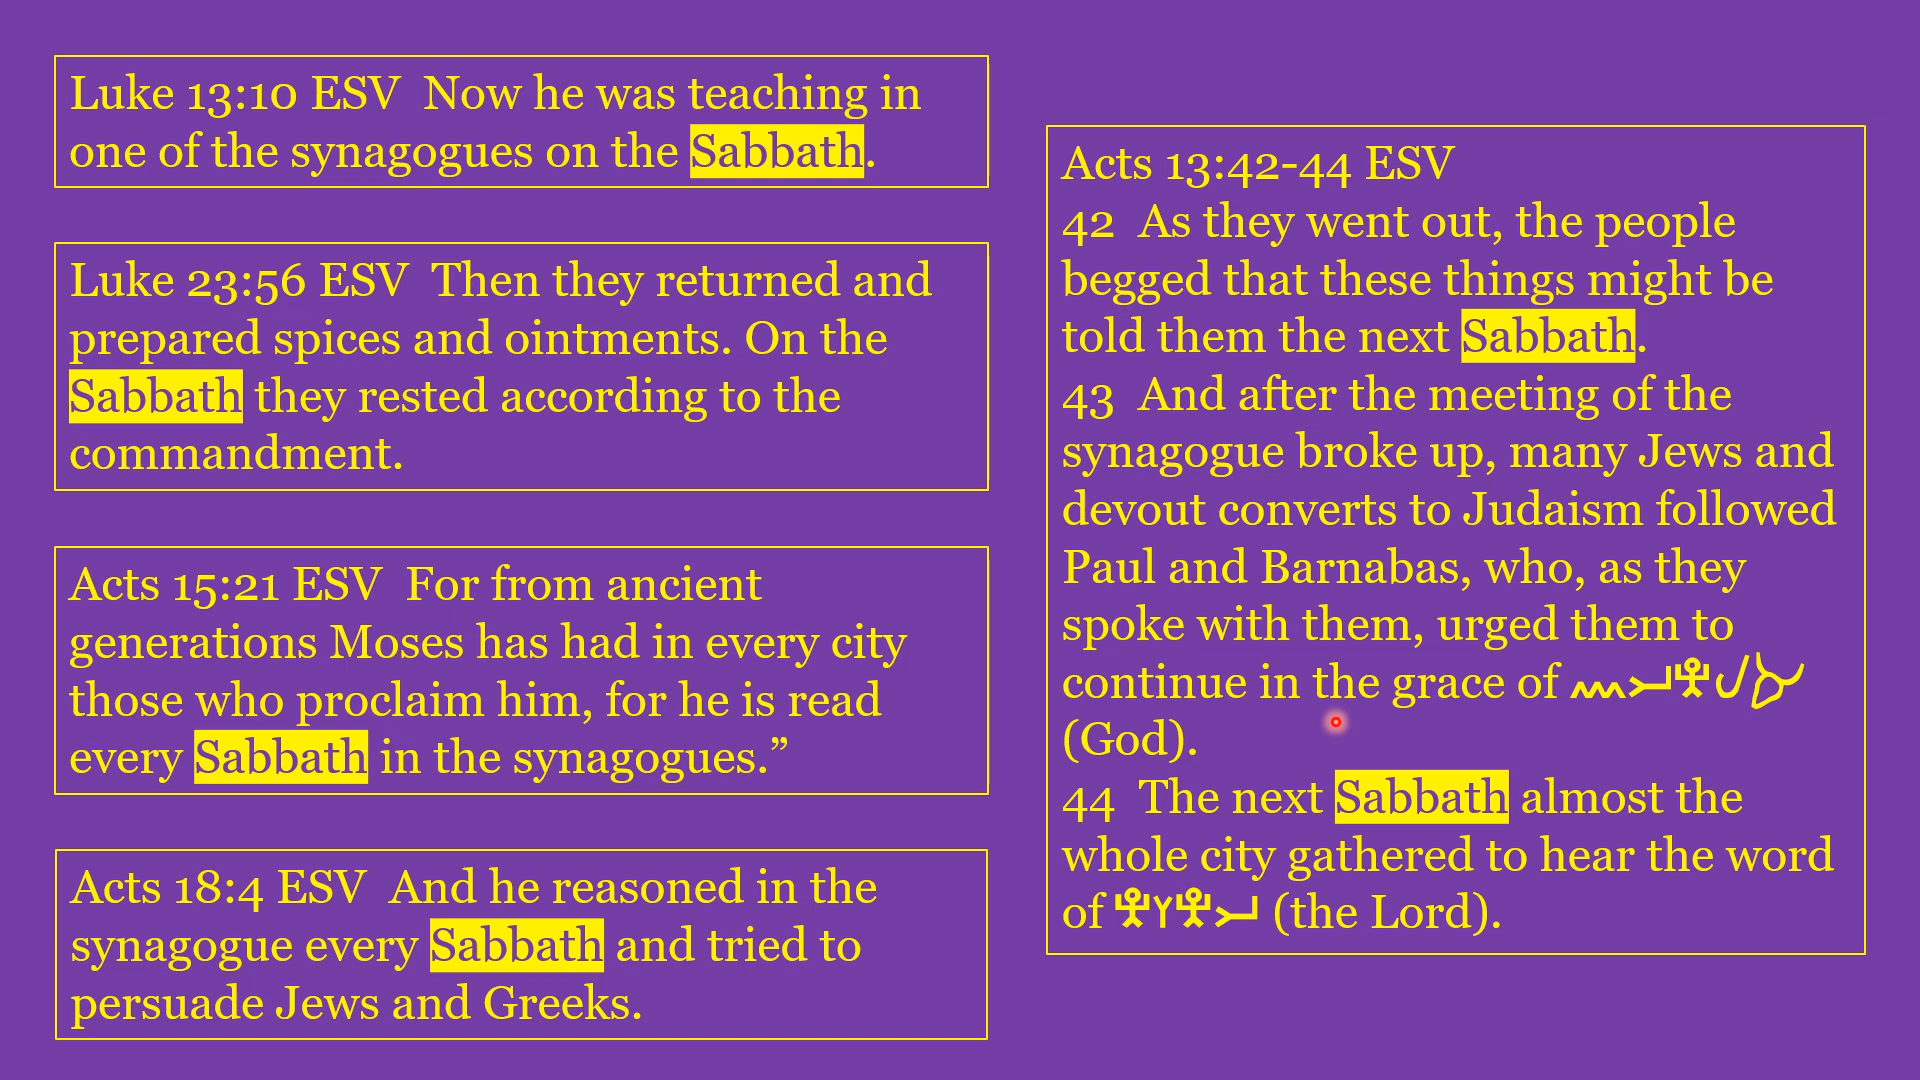 Luke 13:10 ESV  Now he was teaching in
one of the synagogues on the Sabbath.
Luke 23:56 ESV  Then they returned and
prepared spices and ointments. On the
Sabbath they rested according to the
commandment.
Acts 15:21 ESV  For from ancient
generations Moses has had in every city
those who proclaim him, for he is read
every Sabbath in the synagogues.”
Acts 18:4 ESV  And he reasoned in the
synagogue every Sabbath and tried to
persuade Jews and Greeks.
Acts 13:42-44 ESV
42  As they went out, the people
begged that these things might be
told them the next Sabbath.
43  And after the meeting of the
synagogue broke up, many Jews and
devout converts to Judaism followed
Paul and Barnabas, who, as they
spoke with them, urged them to
continue in the grace of
(God).
44  The next Sabbath almost the
whole city gathered to hear the word
of (the Lord).